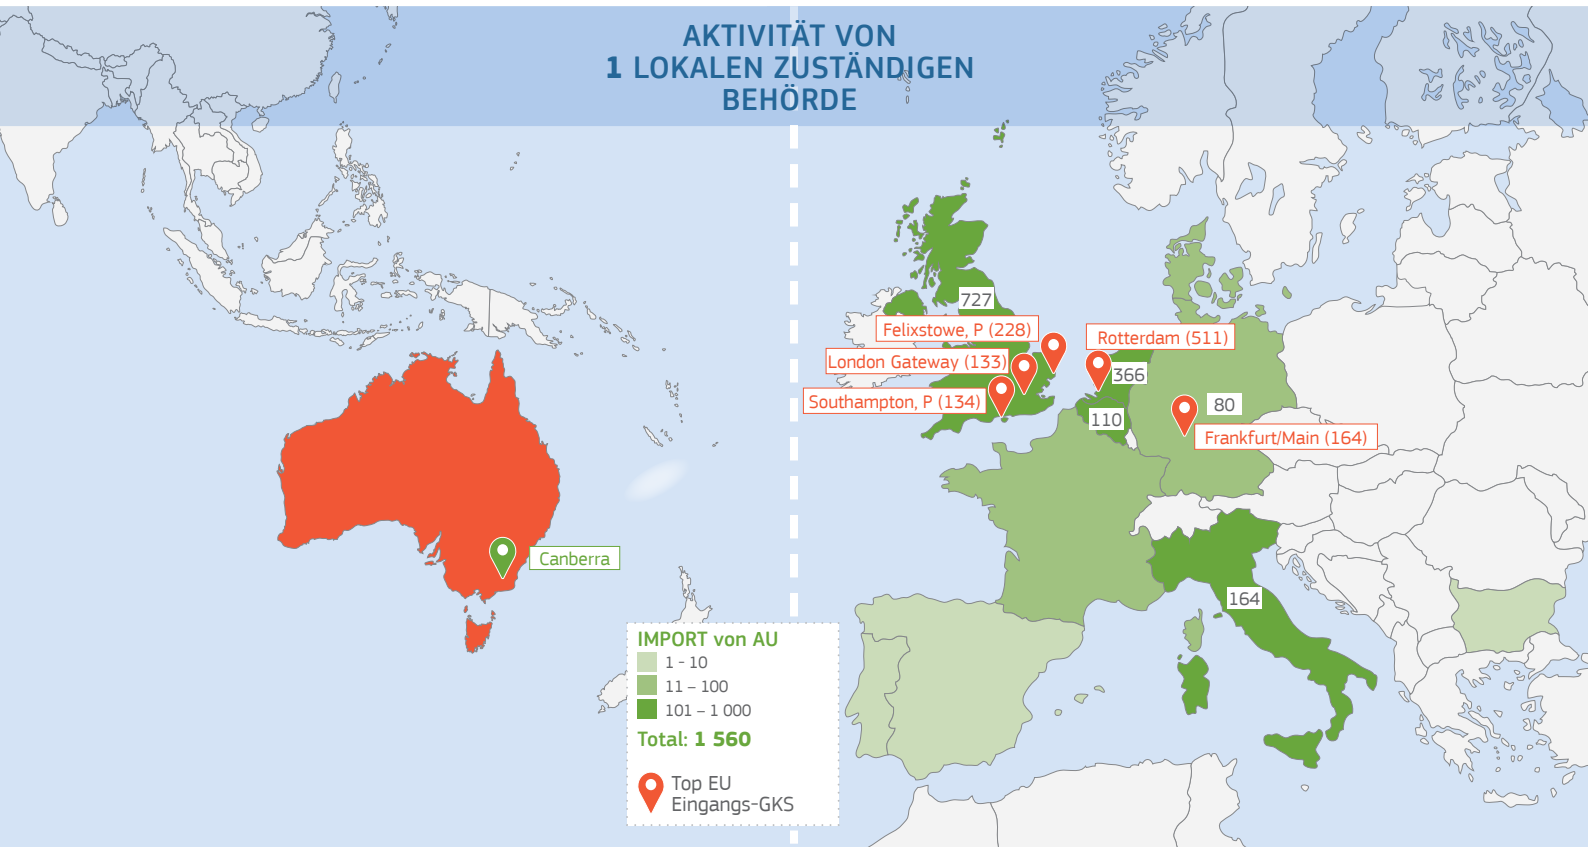 AKTIVITÄT VON
1 LOKALEN ZUSTÄNDIGEN
BEHÖRDE
727
Felixstowe, P (228)
Rotterdam (511)
London Gateway (133)
366
Southampton, P (134)
80
110
Frankfurt/Main (164)
Canberra
164
IMPORT von AU
1 - 10
11 – 100
101 – 1 000
Total: 1 560
Top EU
Eingangs-GKS